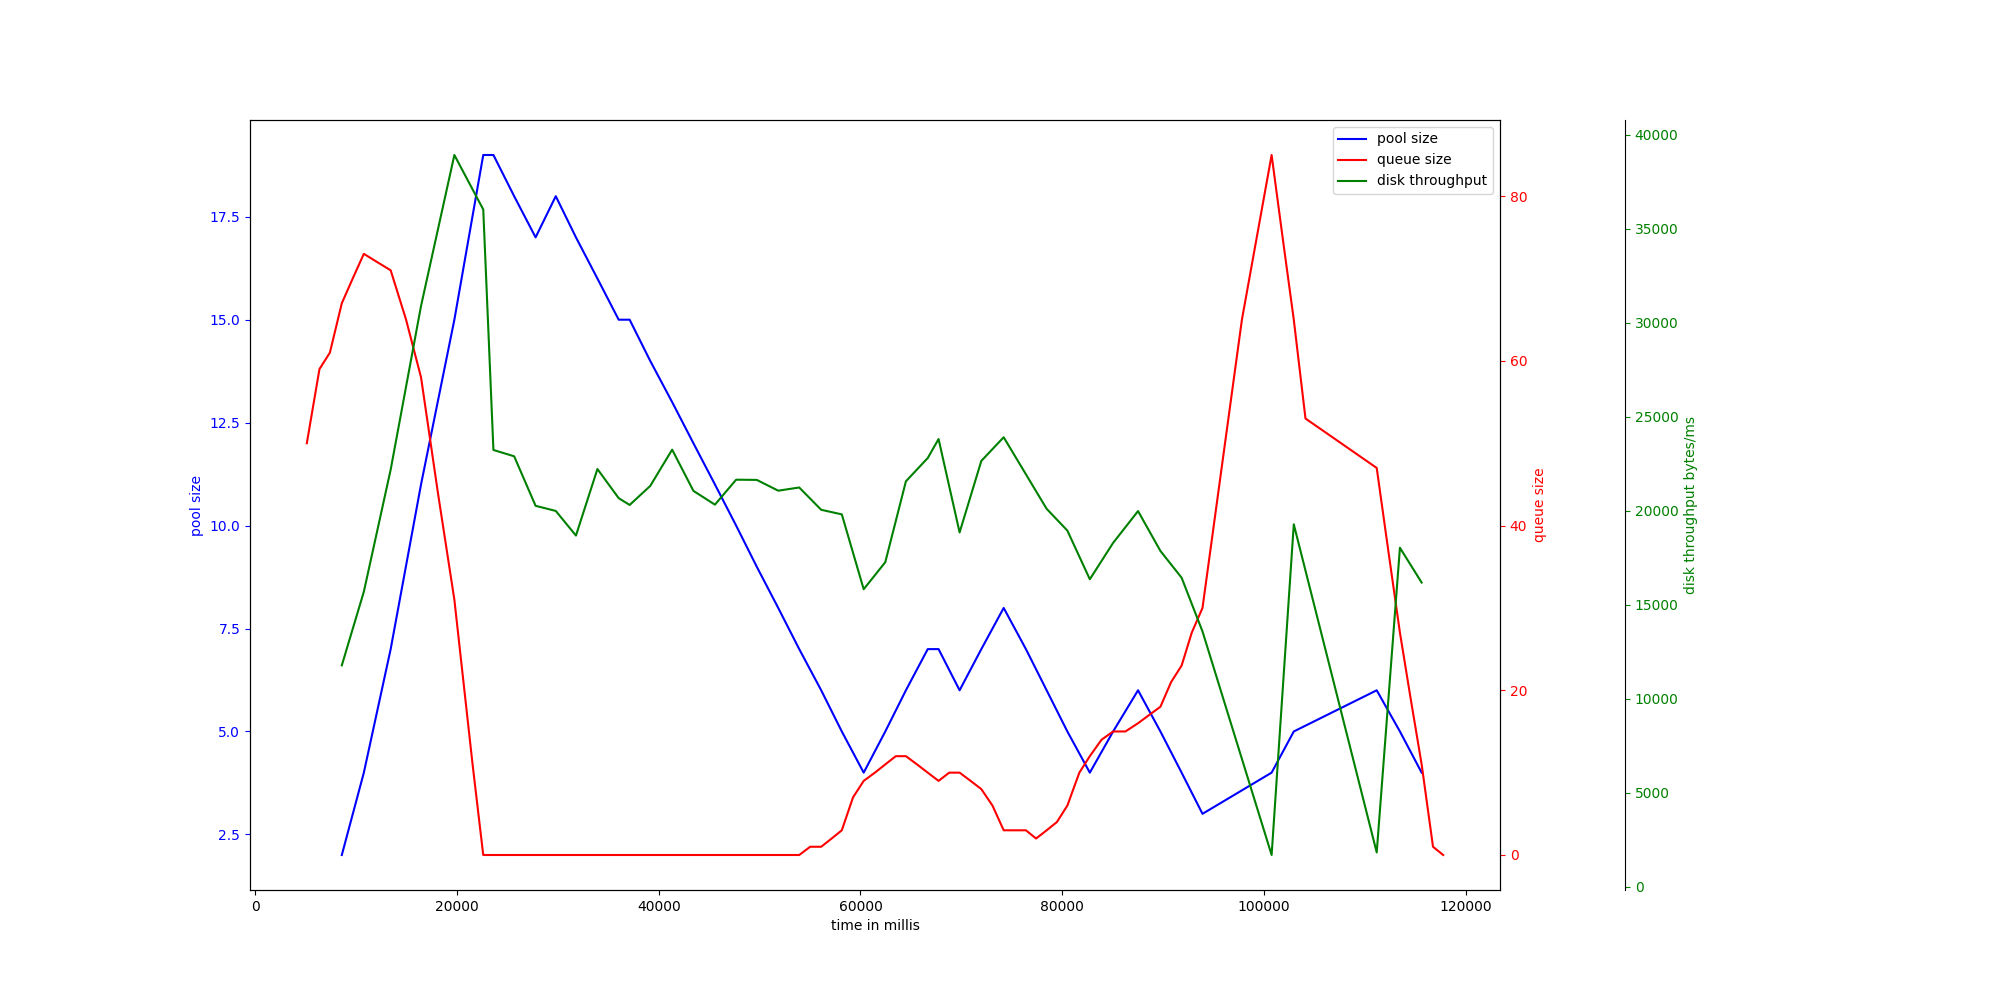 pool size
queue size
disk throughput
17.5
15.0
12.5
10.0
7.5
5.0
2.5
pool size
80
60
40
20
0
queue size
40000
35000
30000
25000
20000
15000
10000
5000
0
disk throughput bytes/ms
0 20000 40000 60000 80000 100000 120000
time in millis